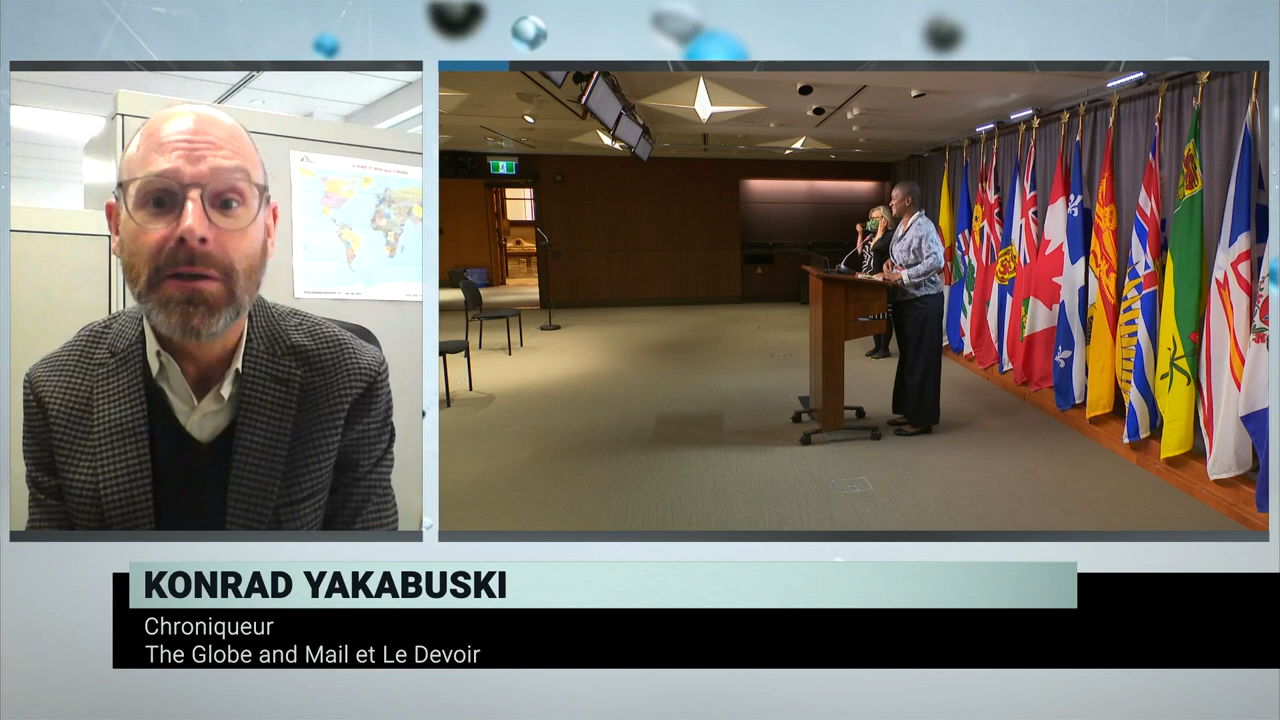 KONRAD YAKABUSKI
Chroniqueur
The Globe and Mail et Le Devoir